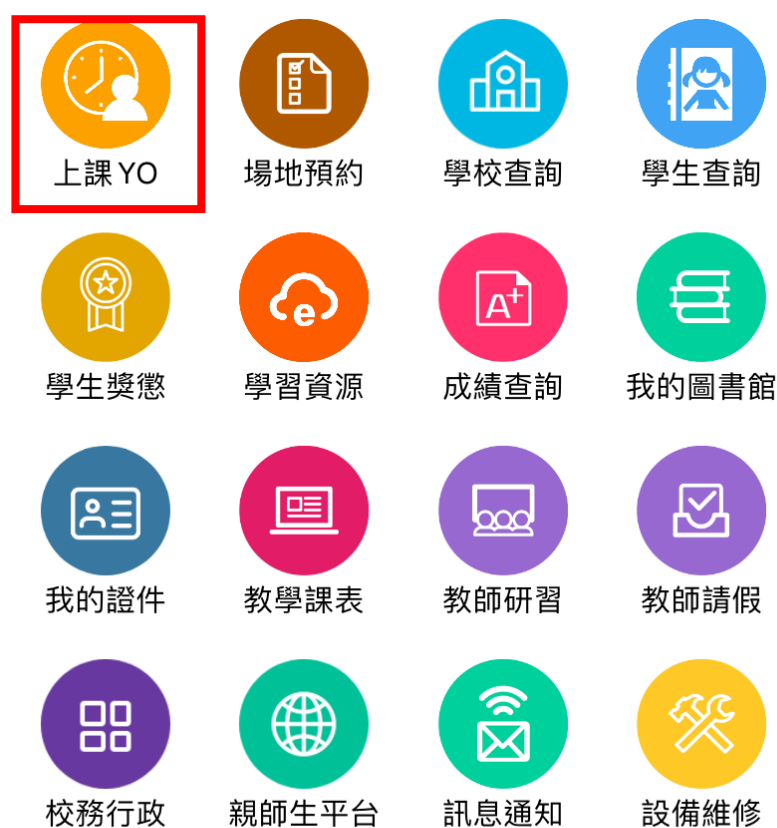 上課 YO
場地預約
學校查詢
學生查詢
e
A+
學生獎懲
學習資源
成績查詢
我的圖書館
我的證件
教學課表
教師研習
教師請假
校務行政
親師生平台
訊息通知
設備維修